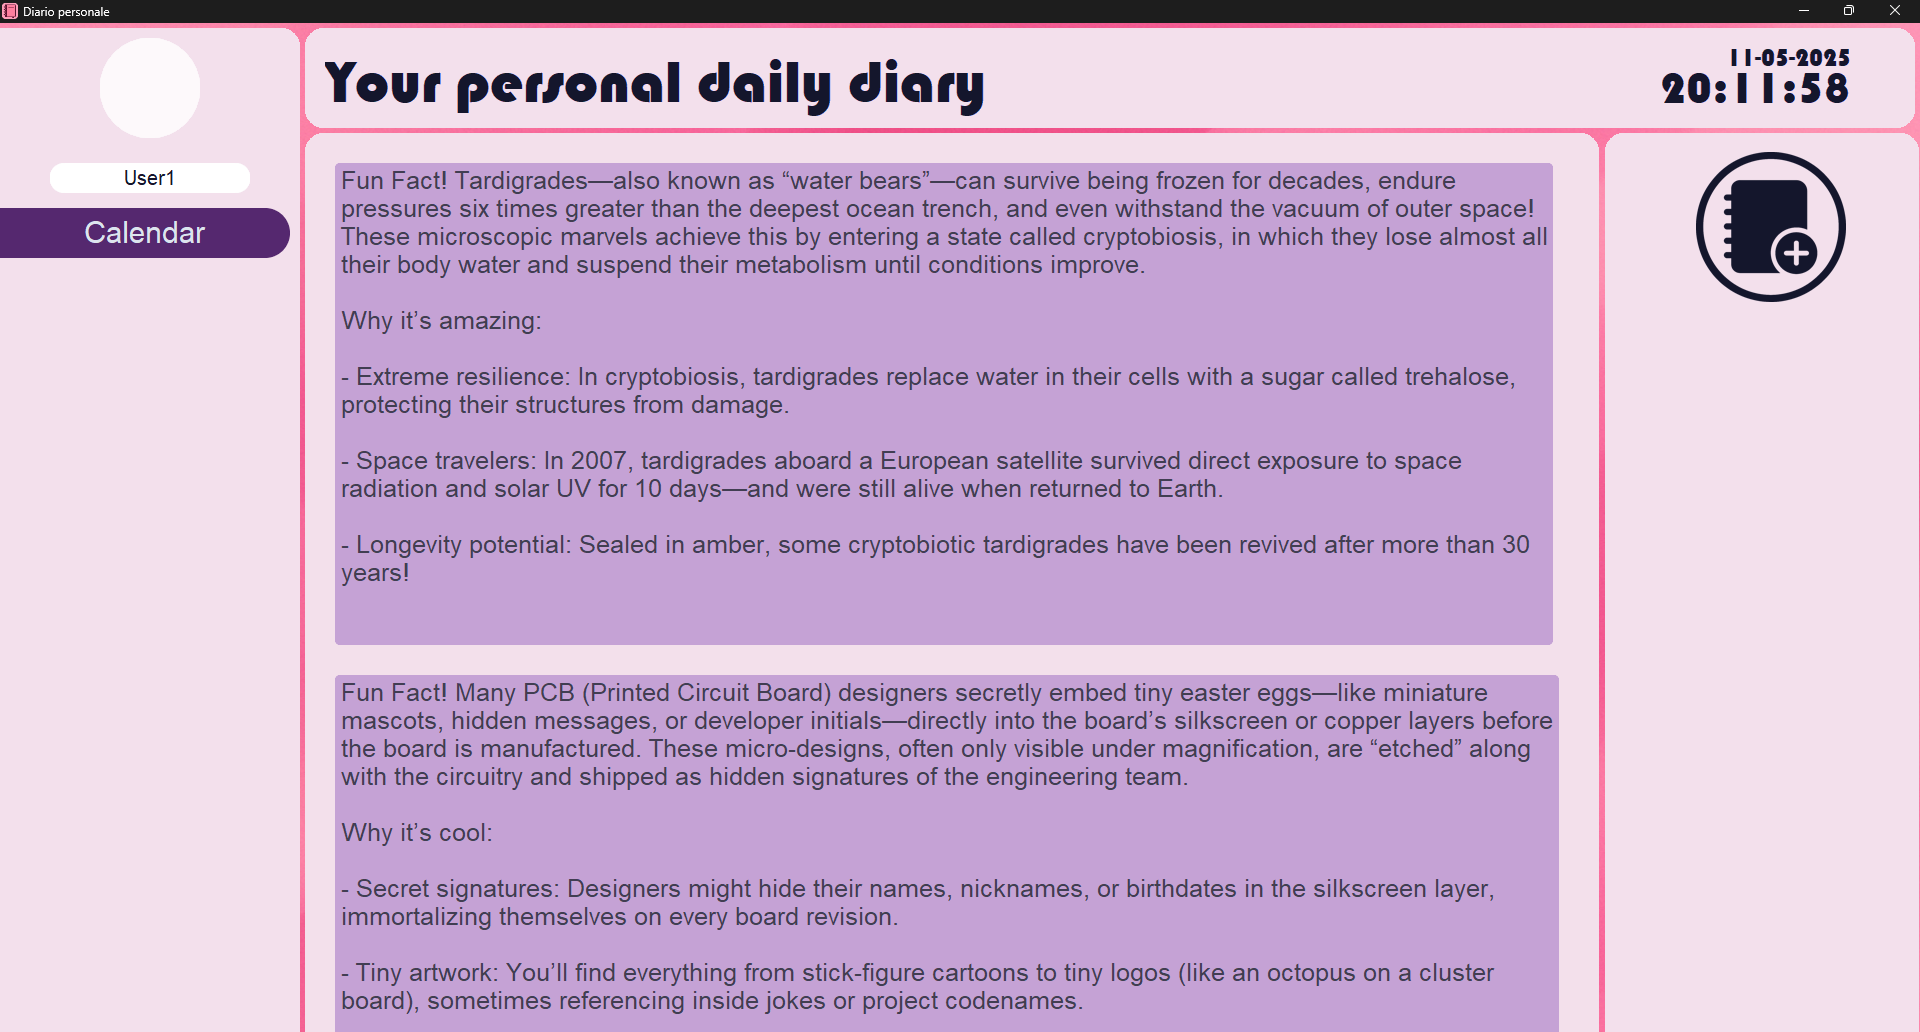 Diario personale
Your personal daily diary
11-05-2025
20:11:58
User1
Calendar
Fun Fact! Tardigrades—also known as “water bears”—can survive being frozen for decades, endure
pressures six times greater than the deepest ocean trench, and even withstand the vacuum of outer space!
These microscopic marvels achieve this by entering a state called cryptobiosis, in which they lose almost all
their body water and suspend their metabolism until conditions improve.
Why it’s amazing:
- Extreme resilience: In cryptobiosis, tardigrades replace water in their cells with a sugar called trehalose,
protecting their structures from damage.
- Space travelers: In 2007, tardigrades aboard a European satellite survived direct exposure to space
radiation and solar UV for 10 days—and were still alive when returned to Earth.
- Longevity potential: Sealed in amber, some cryptobiotic tardigrades have been revived after more than 30
years!
Fun Fact! Many PCB (Printed Circuit Board) designers secretly embed tiny easter eggs—like miniature
mascots, hidden messages, or developer initials—directly into the board’s silkscreen or copper layers before
the board is manufactured. These micro-designs, often only visible under magnification, are “etched” along
with the circuitry and shipped as hidden signatures of the engineering team.
Why it’s cool:
- Secret signatures: Designers might hide their names, nicknames, or birthdates in the silkscreen layer,
immortalizing themselves on every board revision.
- Tiny artwork: You’ll find everything from stick-figure cartoons to tiny logos (like an octopus on a cluster
board), sometimes referencing inside jokes or project codenames.